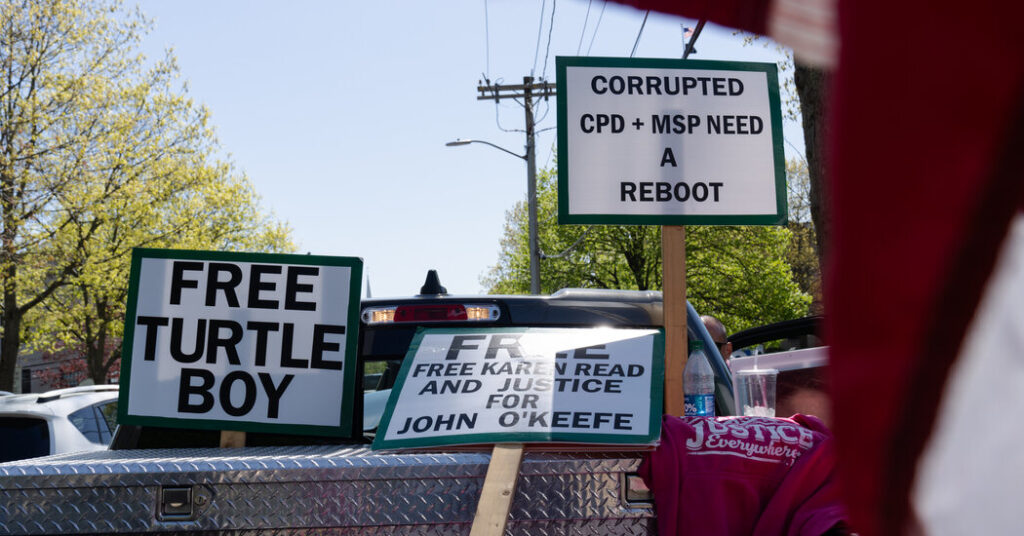 FREE
TURTLE
BOY
FREE
FREE KAREN READ
AND JUSTICE
FOR
JOHN O'KEEFE
CORRUPTED
CPD + MSP NEED
A
REBOOT
JUSTICE
Everywhere